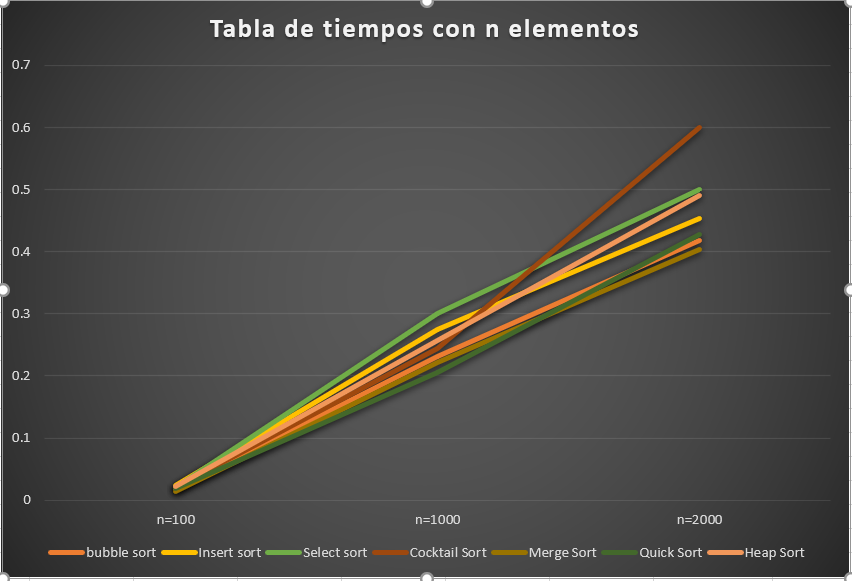 Tabla de tiempos con n elementos
0.7
0.6
0.5
0.4
0.3
0.2
0.1
0
n=100 n=1000 n=2000
bubble sort Insert sort Select sort Cocktail Sort Merge Sort Quick Sort Heap Sort